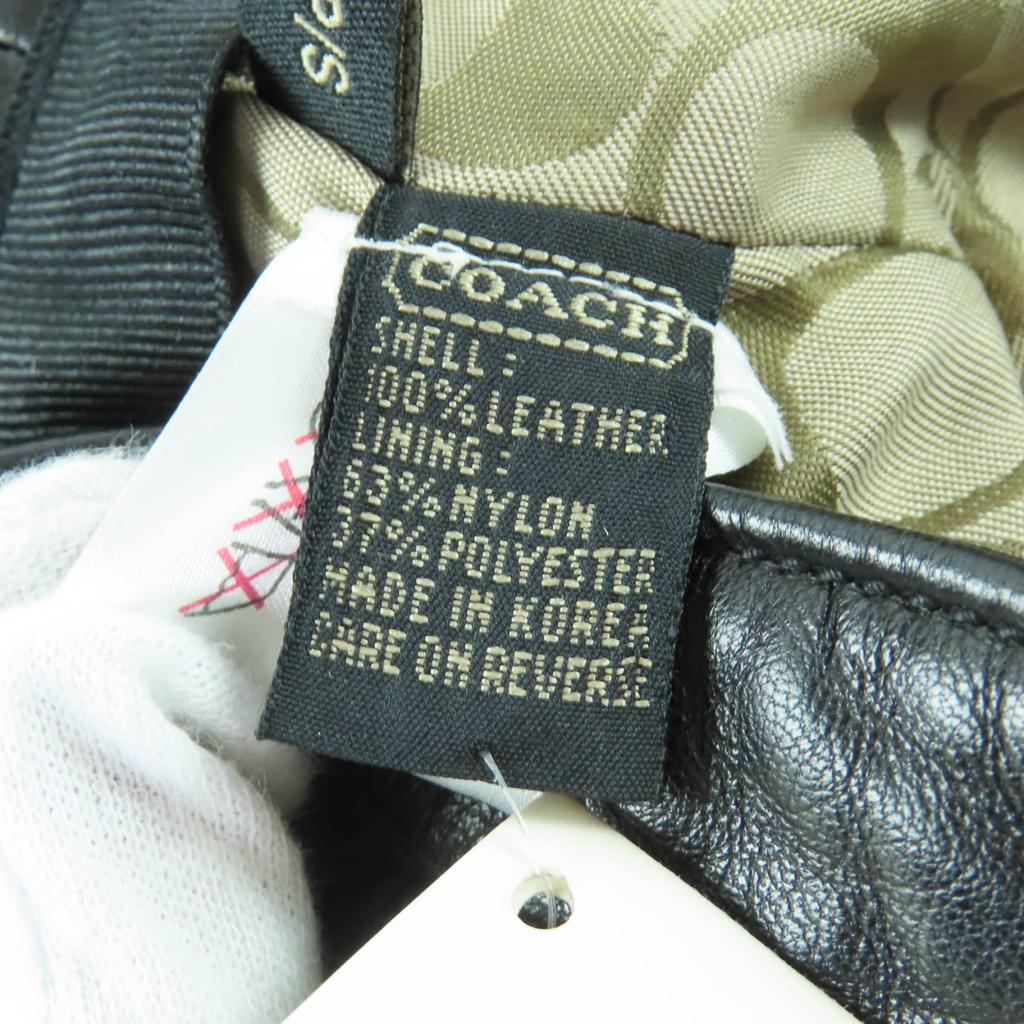 P/S
COACH
SHELL :
100% LEATHER
LINING :
63% NYLON
37% POLYESTER
MADE IN KOREA
CARE ON REVERSE